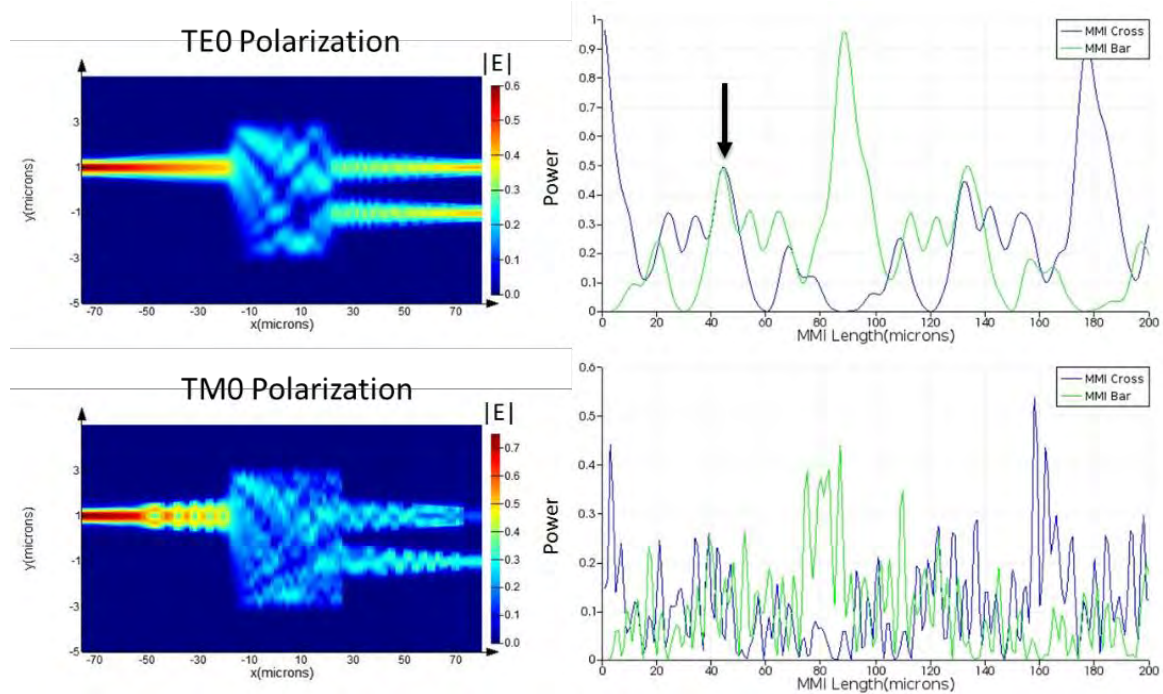 TE0 Polarization
|E|
0.6
0.5
0.4
0.3
0.2
0.1
0.0
y(microns)
3
1
-1
-3
-5
-70 -50 -30 -10 10 30 50 70
x(microns)
MMI Cross
MMI Bar
Power
1
0.9
0.8
0.7
0.6
0.5
0.4
0.3
0.2
0.1
0
0 20 40 60 80 100 120 140 160 180 200
MMI Length(microns)
TM0 Polarization
|E|
0.7
0.6
0.5
0.4
0.3
0.2
0.1
0.0
y(microns)
3
1
-1
-3
-5
-70 -50 -30 -10 10 30 50 70
x(microns)
MMI Cross
MMI Bar
Power
0.6
0.5
0.4
0.3
0.2
0.1
0
0 20 40 60 80 100 120 140 160 180 200
MMI Length(microns)